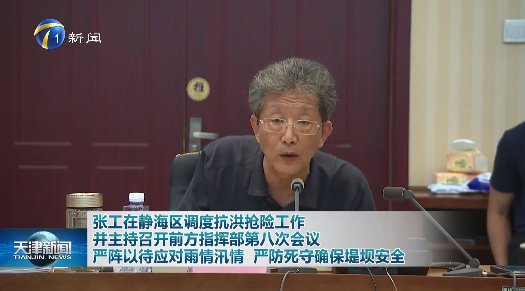 1 新闻
推
张工在静海区调度抗洪抢险工作
并主持召开前方指挥部第八次会议
严阵以待应对雨情汛情 严防死守确保堤坝安全
天津新闻
TIANJIN NEWS